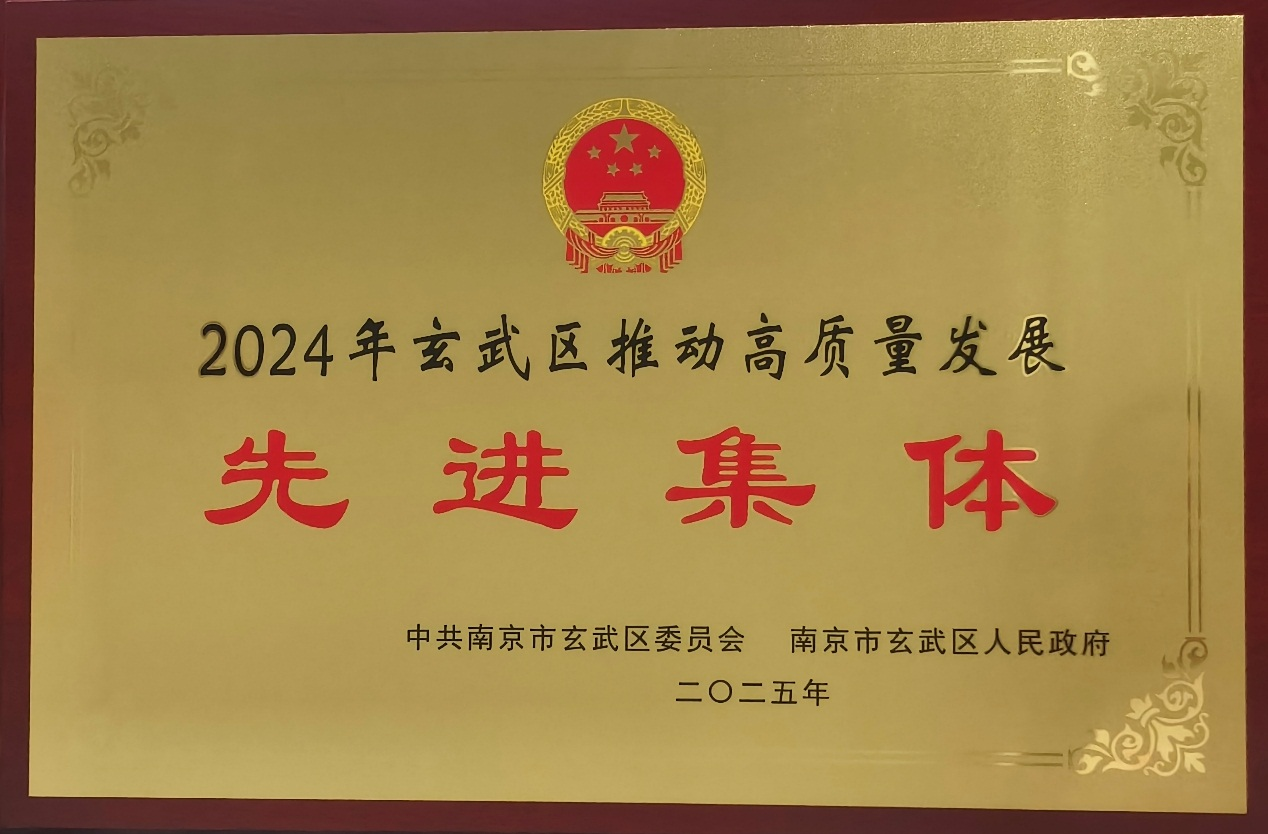 2024年玄武区推动高质量发展
先进集体
中共南京市玄武区委员会 南京市玄武区人民政府
二〇二五年